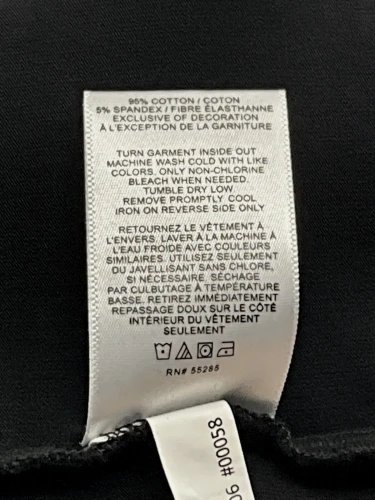 95% COTTON / COTON
5% SPANDEX / FIBRE ÉLASTHANNE
EXCLUSIVE OF DECORATION
À L'EXCEPTION DE LA GARNITURE
TURN GARMENT INSIDE OUT
MACHINE WASH COLD WITH LIKE
COLORS. ONLY NON-CHLORINE
BLEACH WHEN NEEDED.
TUMBLE DRY LOW.
REMOVE PROMPTLY. COOL
IRON ON REVERSE SIDE ONLY
RETOURNEZ LE VÊTEMENT À
L'ENVERS. LAVER À LA MACHINE À
L'EAU FROIDE AVEC COULEURS
SIMILAIRES. UTILISEZ SEULEMENT
DU JAVELLISANT SANS CHLORE,
SI NÉCESSAIRE. SÉCHAGE
PAR CULBUTAGE À TEMPÉRATURE
BASSE. RETIREZ IMMÉDIATEMENT
REPASSAGE DOUX SUR LE CÔTÉ
INTÉRIEUR DU VÊTEMENT
SEULEMENT
RN# 55285
06 #00058